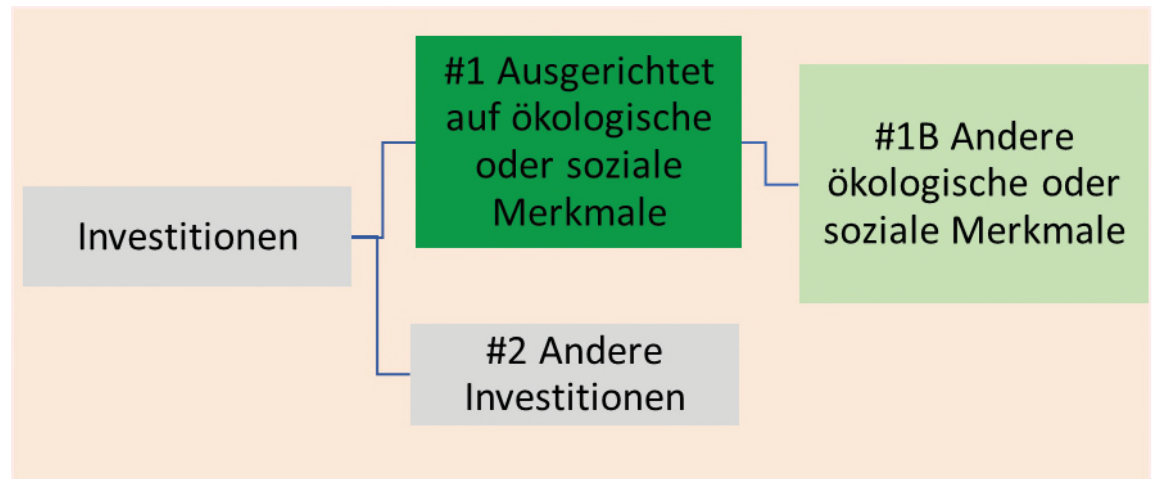 Investitionen
#1 Ausgerichtet
auf ökologische
oder soziale
Merkmale
#1B Andere
ökologische oder
soziale Merkmale
#2 Andere
Investitionen